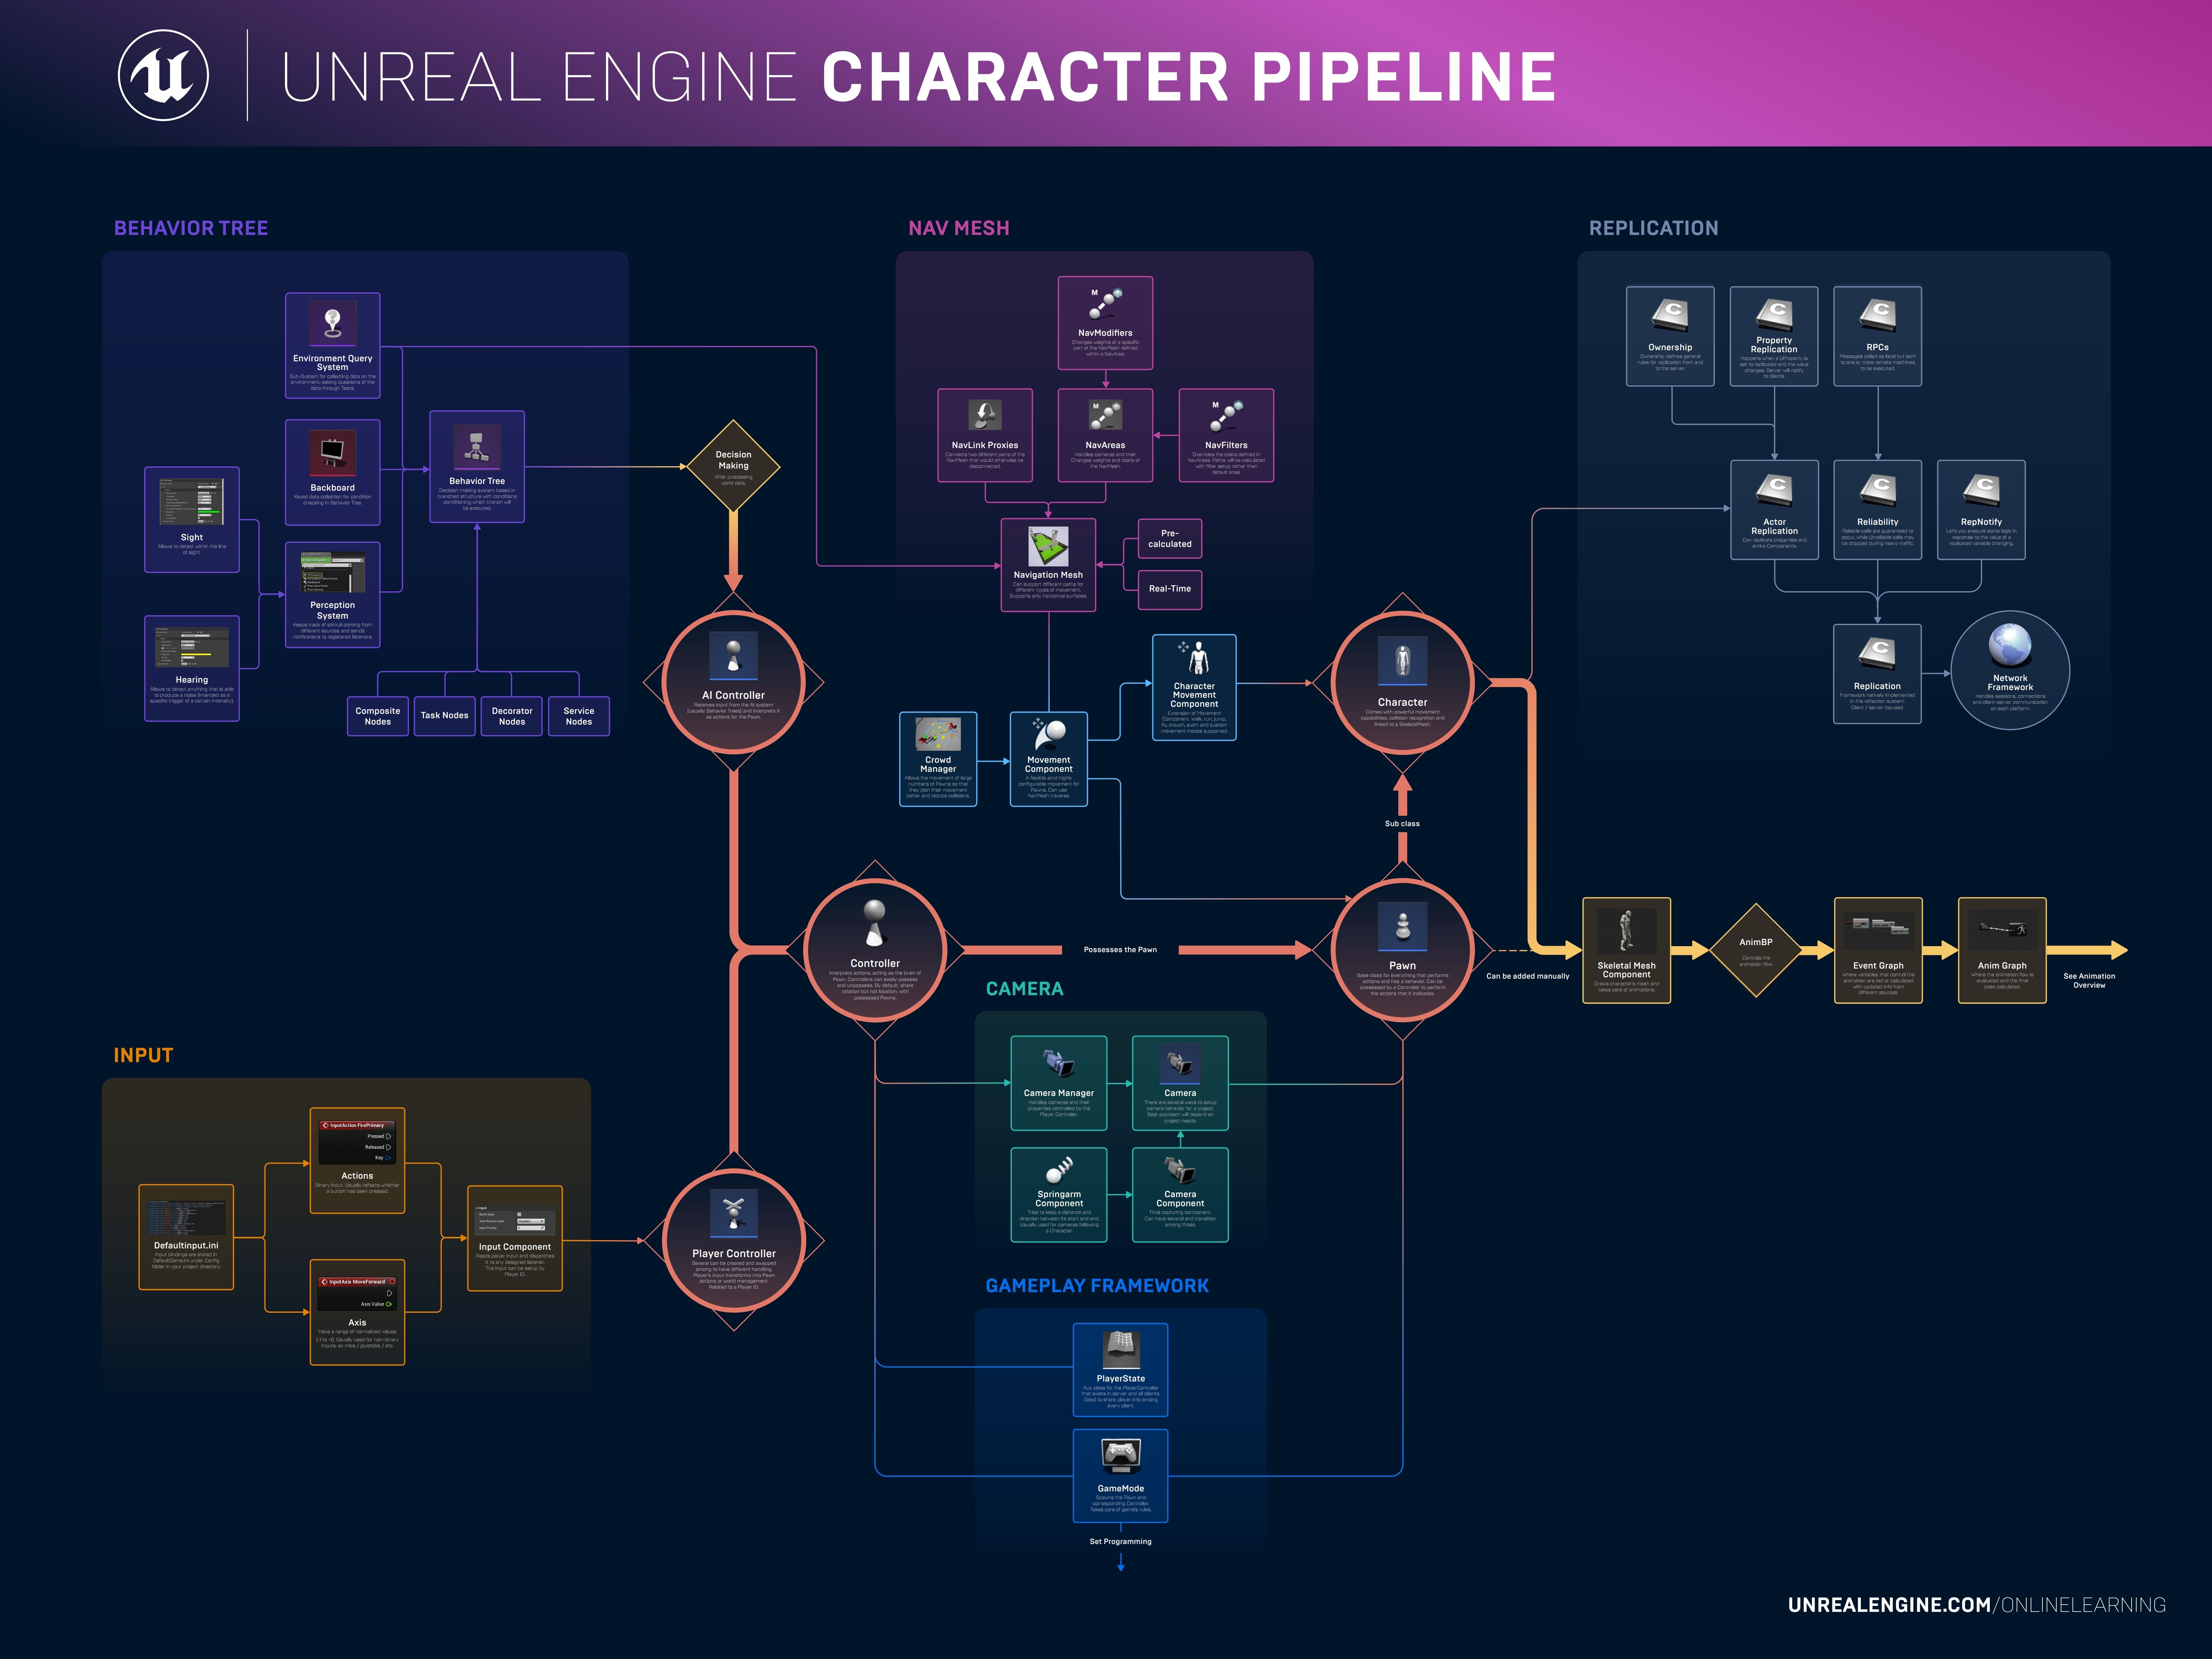 UNREAL ENGINE CHARACTER PIPELINE
BEHAVIOR TREE
Environment Query
System
Sub-System for collecting data on the
environment, asking questions of the
data through Tests.
Backboard
Keyed data collection for condition
checking in Behavior Tree.
Behavior Tree
Decision making system based in
branched structure with conditions
conditioning which branch will
be executed.
Sight
Allows to detect within the line
of sight.
Perception
System
Keeps track of stimuli coming from
different sources and sends
notifications to registered listeners.
Hearing
Allows to detect anything that is able
to produce a noise (intended as a
specific trigger of a certain intensity).
Composite
Nodes
Task Nodes
Decorator
Nodes
Service
Nodes
Decision
Making
After processing
world data.
AI Controller
Receives input from the AI system
(usually Behavior Trees) and interprets it
as actions for the Pawn.
NAV MESH
M
NavModifiers
Changes weights of a specific
part of the NavMesh defined
within a NavArea.
NavLink Proxies
Connects two different parts of the
NavMesh that would otherwise be
disconnected.
M
NavAreas
Handles cameras and their
Changes weights and costs of
the NavMesh.
M
NavFilters
Overrides the costs defined in
NavAreas. Paths will be calculated
with filter setup rather than
default ones.
Navigation Mesh
Can support different paths for
different types of movement.
Supports only horizontal surfaces.
Pre-
calculated
Real-Time
Crowd
Manager
Allows the movement of large
numbers of Pawns so that
they plan their movement
better and reduce collisions.
Movement
Component
A flexible and highly
configurable movement for
Pawns. Can use
NavMesh traverse.
Character
Movement
Component
Extension of Movement
Component. Walk, run, jump,
fly, crouch, swim and custom
movement modes supported.
Character
Comes with powerful movement
capabilities, collision recognition and
linked to a SkeletalMesh.
Sub class
REPLICATION
Ownership
Ownership defines general
rules for replication from and
to the server.
Property
Replication
Happens when a UProperty is
set to replicated and the value
changes. Server will notify
to clients.
RPCs
Messages called as local but sent
to one or more remote machines
to be executed.
Actor
Replication
Can replicate properties and
entire Components.
Reliability
Reliable calls are guaranteed to
occur, while Unreliable calls may
be dropped during heavy traffic.
RepNotify
Let's you execute some logic in
response to the value of a
replicated variable changing.
Replication
Framework natively implemented
in the reflection system.
Client / server focused.
Network
Framework
Handles sessions, connections
and client-server communication
on each platform.
Controller
Interprets actions, acting as the brain of
Pawn. Controllers can easily possess
and unpossess. By default, share
rotation but not location, with
possessed Pawns.
Possesses the Pawn
Pawn
Base class for everything that performs
actions and has a behavior. Can be
possessed by a Controller to perform
the actions that it indicates.
Can be added manually
Skeletal Mesh
Component
Draws character's mesh and
takes care of animations.
AnimBP
Controls the
animation flow.
Event Graph
Where variables that control the
animation are fed or calculated
with updated info from
different sources.
Anim Graph
Where the animation flow is
evaluated and the final
pose calculated.
See Animation
Overview
INPUT
Defaultinput.ini
Input bindings are stored in
DefaultGame.ini under Config
folder in your project directory.
InputAction FirePrimary
Pressed
Released
Key
Actions
Binary input. Usually reflects whether
a button has been pressed.
InputAxis MoveForward
Axis Value
Axis
Have a range of normalized values
(-1 to +1). Usually used for non-binary
inputs, ex mice / joysticks / etc.
Input Component
Reads player input and dispatches
it to any designed listener.
The input can be setup by
Player ID.
Player Controller
Several can be created and swapped
among to have different handling.
Player's input transforms into Pawn
actions or world management.
Related to a Player ID.
CAMERA
Camera Manager
Handles cameras and their
properties controlled by the
Player Controller.
Camera
There are several ways to setup
camera behavior for a project.
Best approach will depend on
project needs.
Springarm
Component
Tries to keep a distance and
direction between its start and end.
Usually used for cameras following
a Character.
Camera
Component
Final capturing component.
Can have several and transition
among those.
GAMEPLAY FRAMEWORK
PlayerState
Aux class for the PlayerController
that exists in server and all clients.
Good to share player info among
every client.
GameMode
Spawns the Pawn and
corresponding Controller.
Takes care of game's rules.
Set Programming
UNREALENGINE.COM/ONLINELEARNING